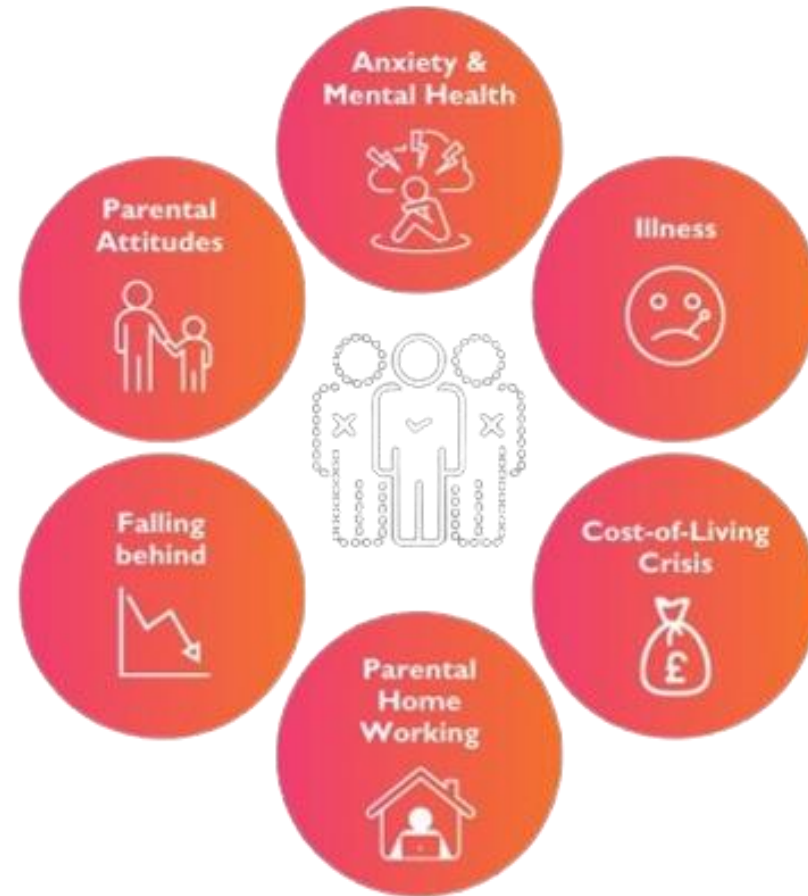 Anxiety &
Mental Health
Illness
Cost-of-Living
Crisis
£
Parental
Home
Working
Falling
behind
Parental
Attitudes